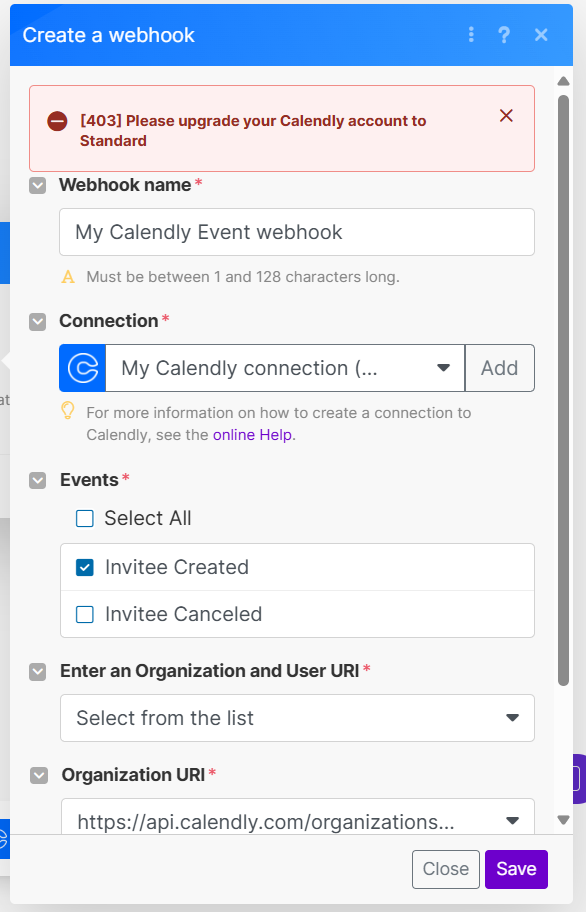 Create a webhook
[403] Please upgrade your Calendly account to
Standard
Webhook name *
My Calendly Event webhook
Must be between 1 and 128 characters long.
Connection *
My Calendly connection (...
Add
For more information on how to create a connection to
Calendly, see the online Help.
Events *
Select All
Invitee Created
Invitee Canceled
Enter an Organization and User URI *
Select from the list
Organization URI *
https://api.calendly.com/organizations...
Close
Save